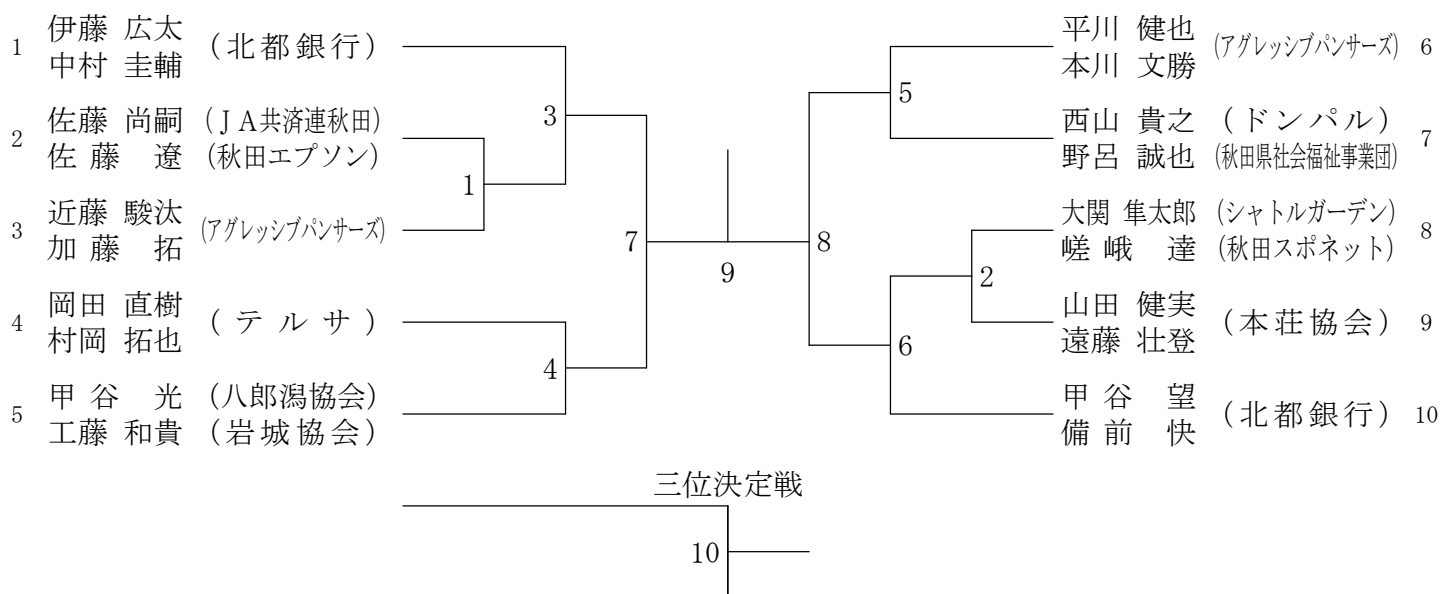 1 伊藤 広太 (北都銀行)
中村 圭輔
2 佐藤 尚嗣 (ＪＡ共済連秋田)
佐藤 遼 (秋田エプソン)
3 近藤 駿汰 (アグレッシブパンサーズ)
加藤 拓
4 岡田 直樹 (テルサ)
村岡 拓也
5 甲谷 光 (八郎潟協会)
工藤 和貴 (岩城協会)
3
1
7
4
9
8
5
2
6
平川 健也 (アグレッシブパンサーズ) 6
本川 文勝
西山 貴之 (ドンパル) 7
野呂 誠也 (秋田県社会福祉事業団)
大関 隼太郎 (シャトルガーデン) 8
嵯峨 達 (秋田スポネット)
山田 健実 (本荘協会) 9
遠藤 壮登
甲谷 望 (北都銀行) 10
備前 快
三位決定戦
10